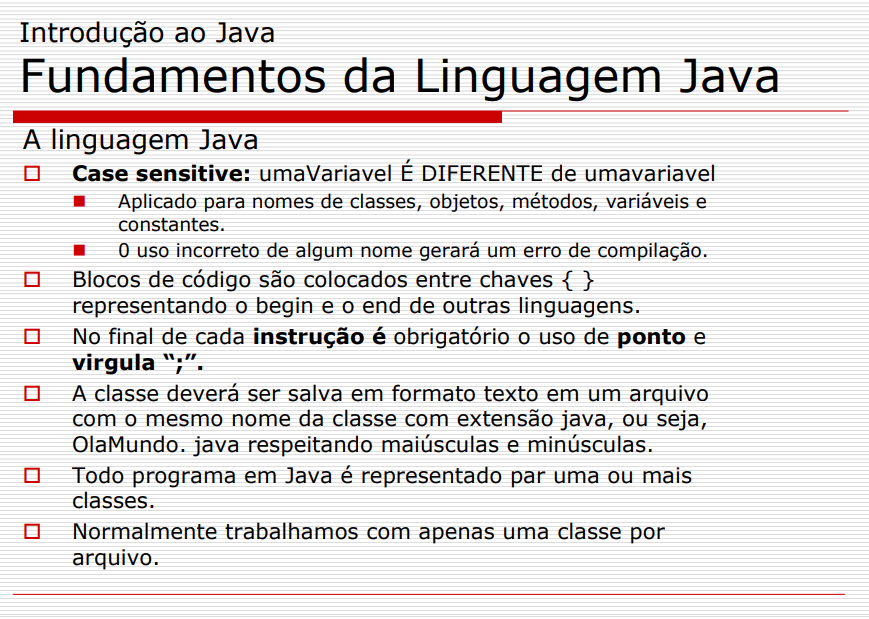 Introdução ao Java
Fundamentos da Linguagem Java
A linguagem Java
Case sensitive: umaVariavel É DIFERENTE de umavariavel
Aplicado para nomes de classes, objetos, métodos, variáveis e
constantes.
0 uso incorreto de algum nome gerará um erro de compilação.
Blocos de código são colocados entre chaves { }
representando o begin e o end de outras linguagens.
No final de cada instrução é obrigatório o uso de ponto e
virgula “;”.
A classe deverá ser salva em formato texto em um arquivo
com o mesmo nome da classe com extensão java, ou seja,
OlaMundo. java respeitando maiúsculas e minúsculas.
Todo programa em Java é representado par uma ou mais
classes.
Normalmente trabalhamos com apenas uma classe por
arquivo.